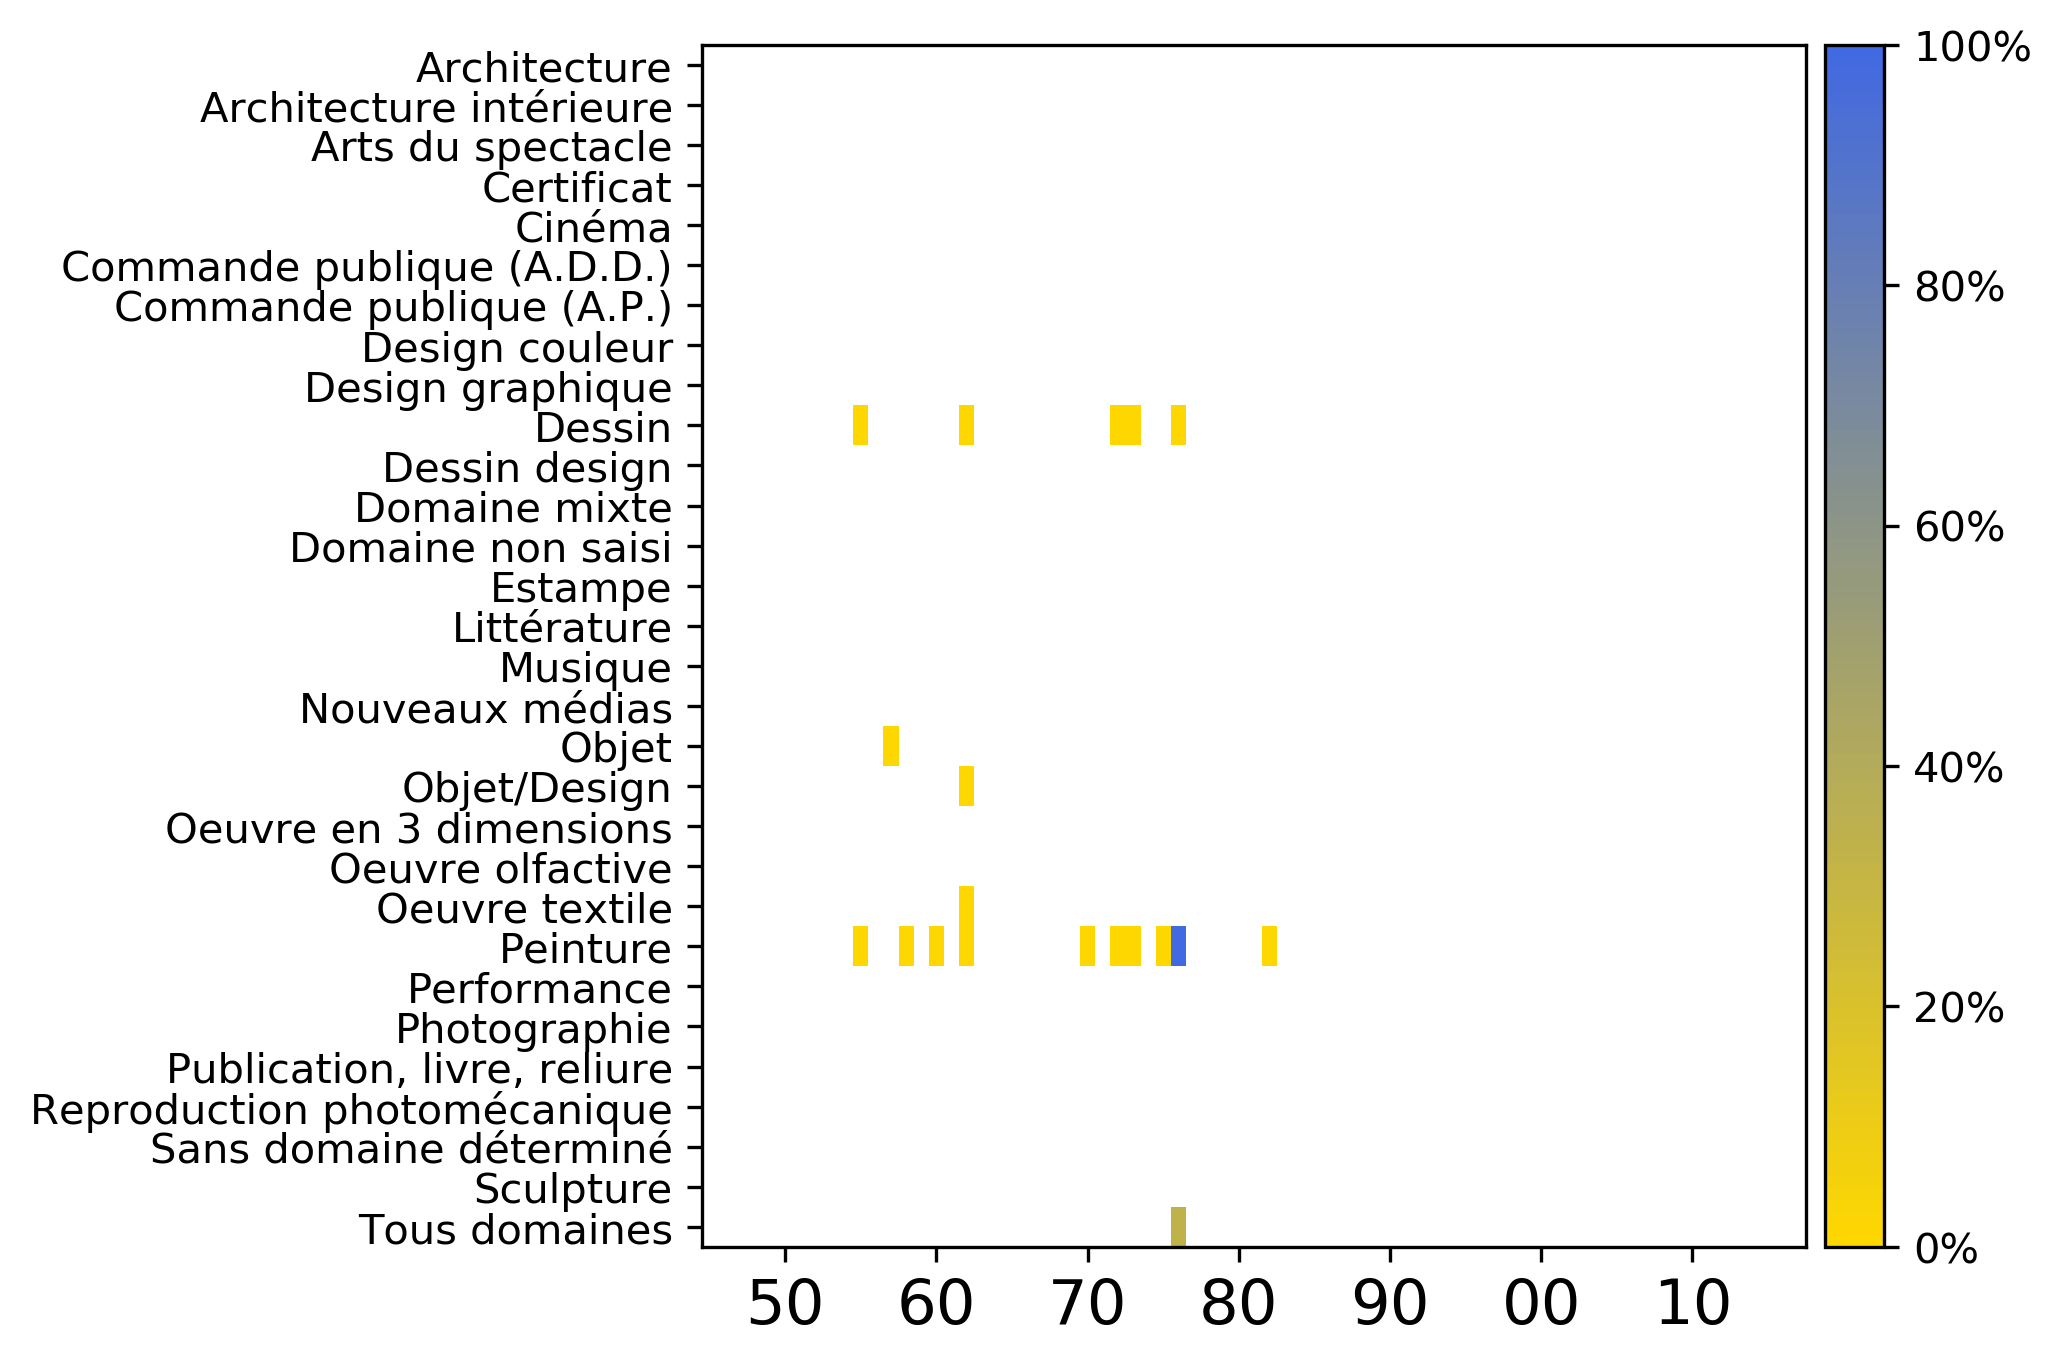 Architecture
Architecture intérieure
Arts du spectacle
Certificat
Cinéma
Commande publique (A.D.D.)
Commande publique (A.P.)
Design couleur
Design graphique
Dessin
Dessin design
Domaine mixte
Domaine non saisi
Estampe
Littérature
Musique
Nouveaux médias
Objet
Objet/Design
Oeuvre en 3 dimensions
Oeuvre olfactive
Oeuvre textile
Peinture
Performance
Photographie
Publication, livre, reliure
Reproduction photomécanique
Sans domaine déterminé
Sculpture
Tous domaines
50 60 70 80 90 00 10
100%
80%
60%
40%
20%
0%